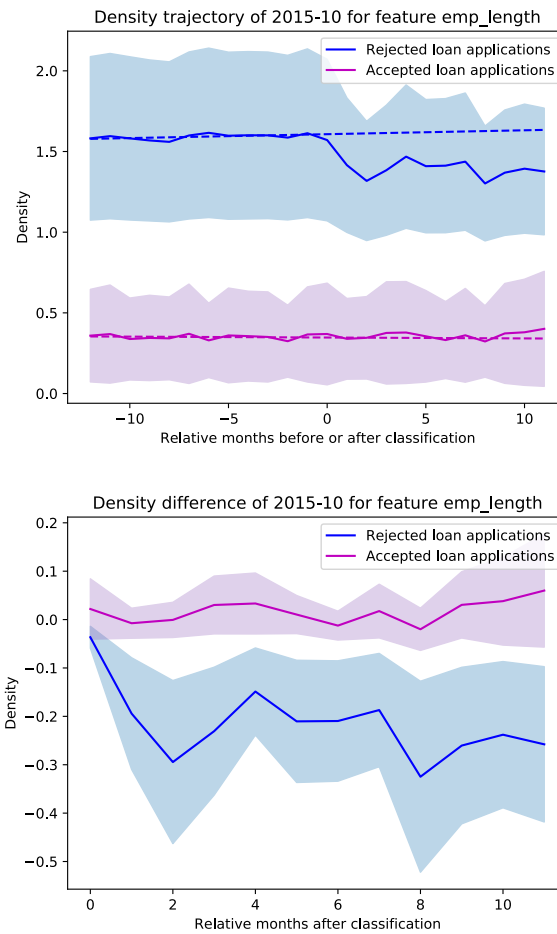 Density trajectory of 2015-10 for feature emp_length
Rejected loan applications
Accepted loan applications
2.0
1.5
1.0
0.5
0.0
Density
−10
−5
0
5
10
Relative months before or after classification
Density difference of 2015-10 for feature emp_length
Rejected loan applications
Accepted loan applications
0.2
0.1
0.0
−0.1
−0.2
−0.3
−0.4
−0.5
Density
0
2
4
6
8
10
Relative months after classification